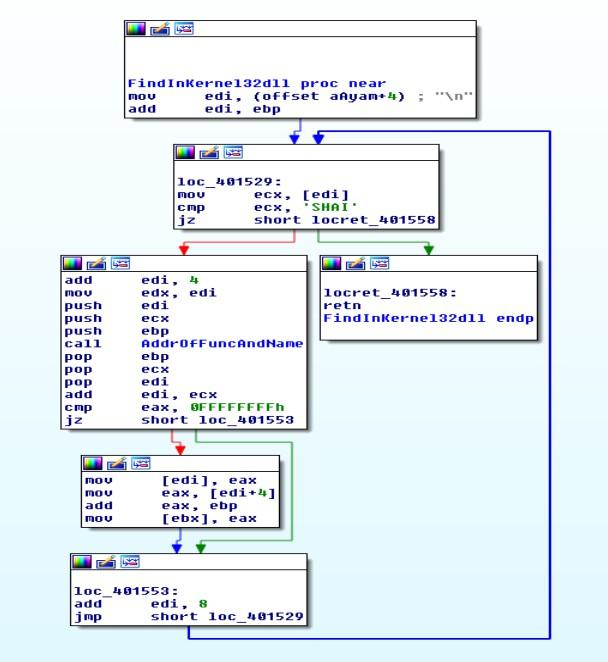 FindInKernel32dll proc near
mov edi, (offset aAyam+4) ; "\n"
add edi, ebp
loc_401529:
mov ecx, [edi]
cmp ecx, 'SHAI'
jz short locret_401558
add edi, 4
mov edx, edi
push edi
push ecx
push ebp
call AddrOfFuncAndName
pop ebp
pop ecx
pop edi
add edi, ecx
cmp eax, 0FFFFFFFFh
jz short loc_401553
locret_401558:
retn
FindInKernel32dll endp
mov [edi], eax
mov eax, [edi+4]
add eax, ebp
mov [ebx], eax
loc_401553:
add edi, 8
jmp short loc_401529